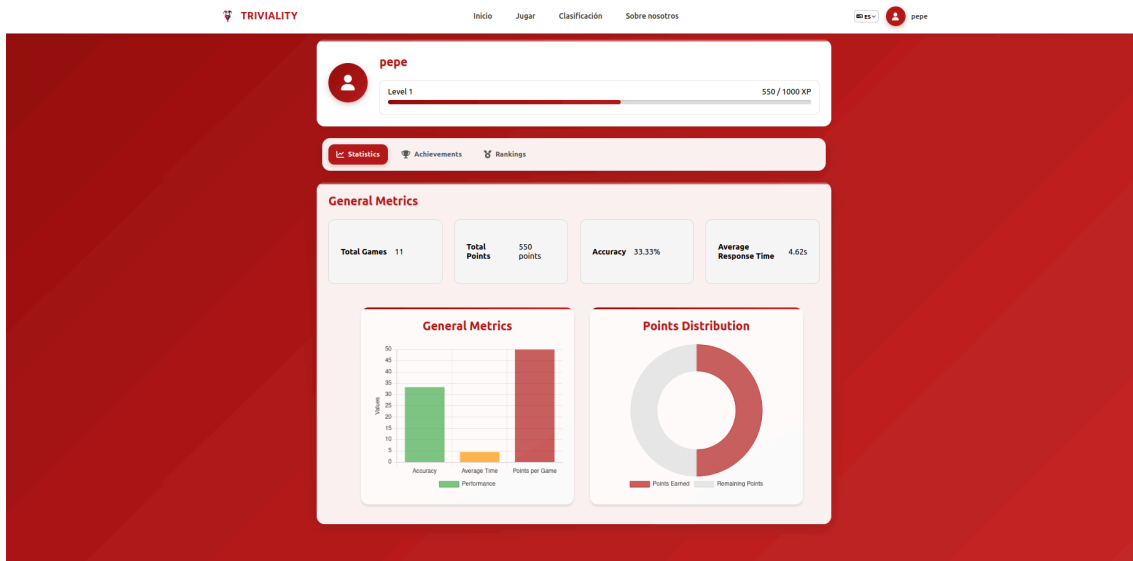 TRIVIALITY
Inicio Jugar Clasificación Sobre nosotros
ES
pepe
pepe
Level 1 550 / 1000 XP
Statistics Achievements Rankings
General Metrics
Total Games 11
Total
Points
550
points
Accuracy 33.33%
Average
Response Time
4.62s
General Metrics
50
45
40
35
30
25
20
15
10
5
0
Values
Accuracy Average Time Points per Game
Performance
Points Distribution
Points Earned Remaining Points